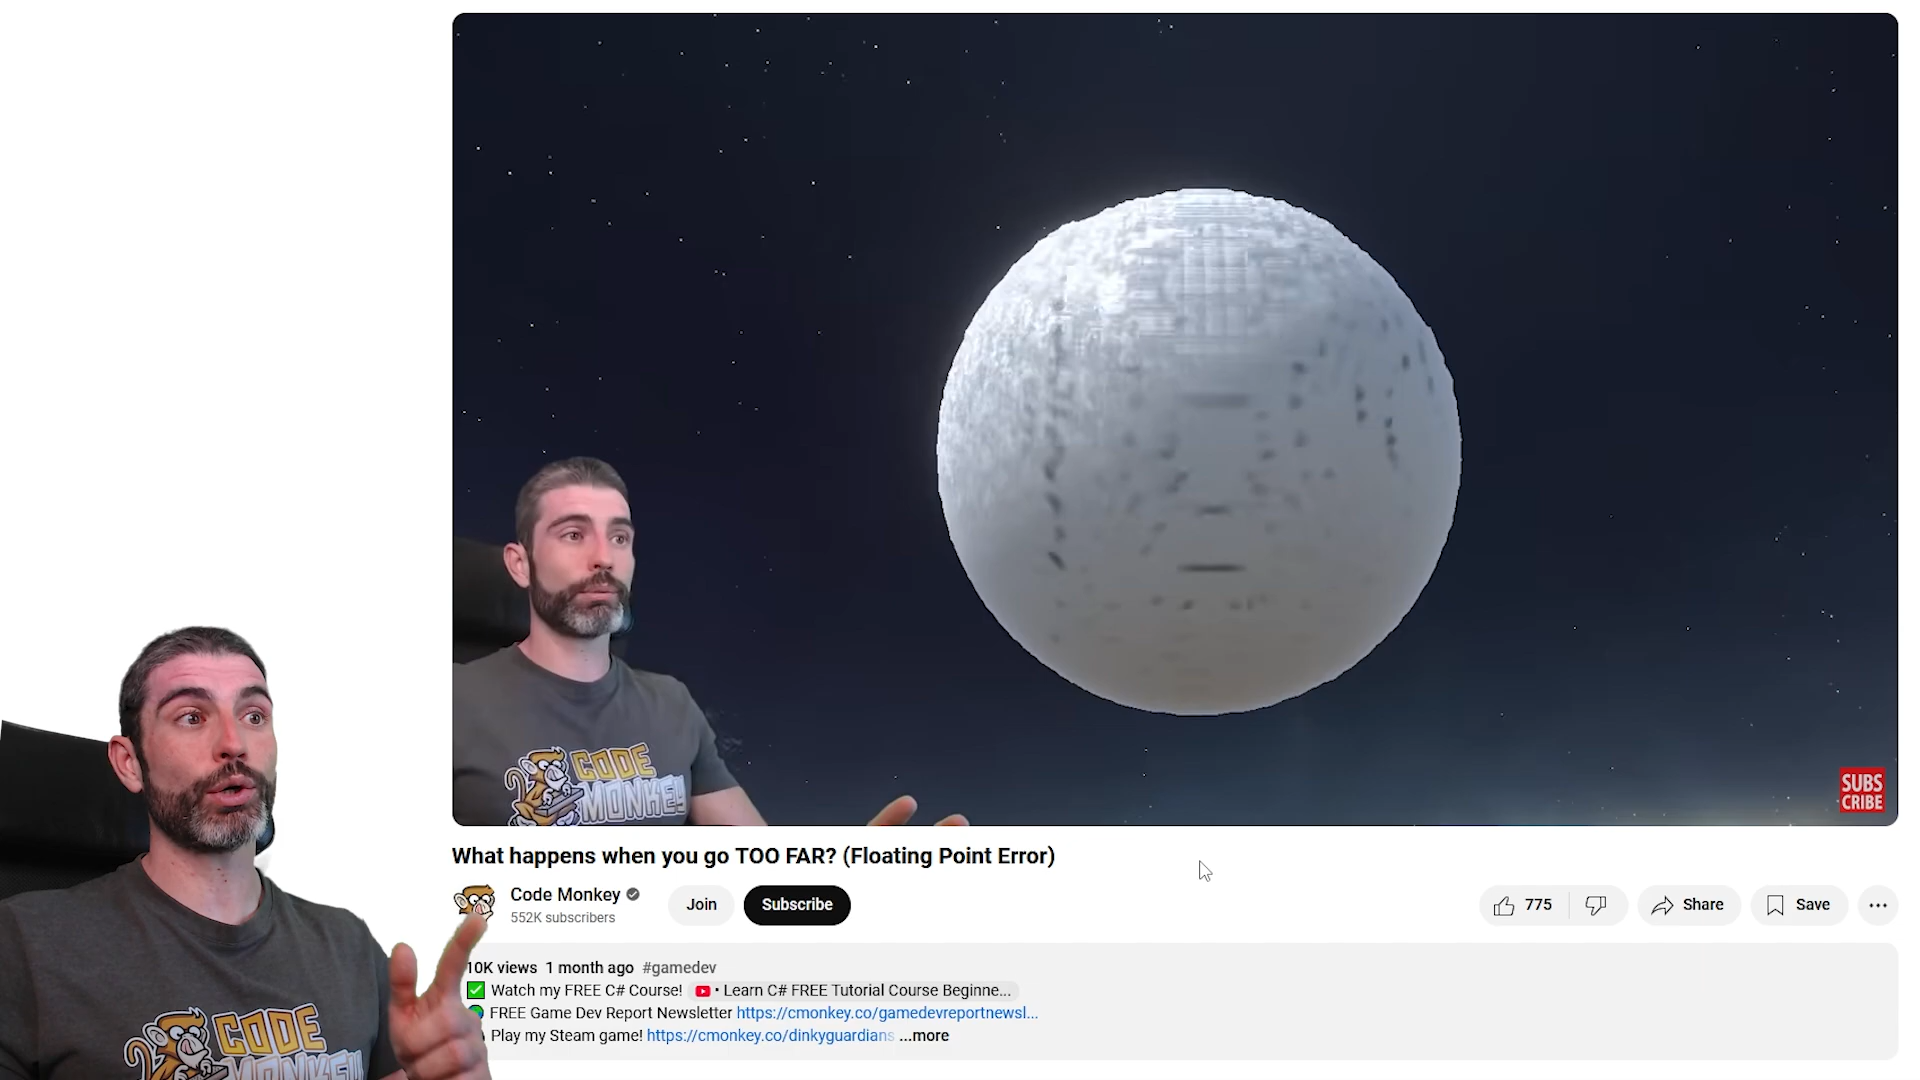 CODE
MONKEY
SUBS
CRIBE
What happens when you go TOO FAR? (Floating Point Error)
Code Monkey
552K subscribers
Join
Subscribe
775
Share
Save
10K views 1 month ago #gamedev
Watch my FREE C# Course! • Learn C# FREE Tutorial Course Beginne...
FREE Game Dev Report Newsletter https://cmonkey.co/gamedevreportnewsl...
Play my Steam game! https://cmonkey.co/dinkyguardians ...more
CODE
MONKEY